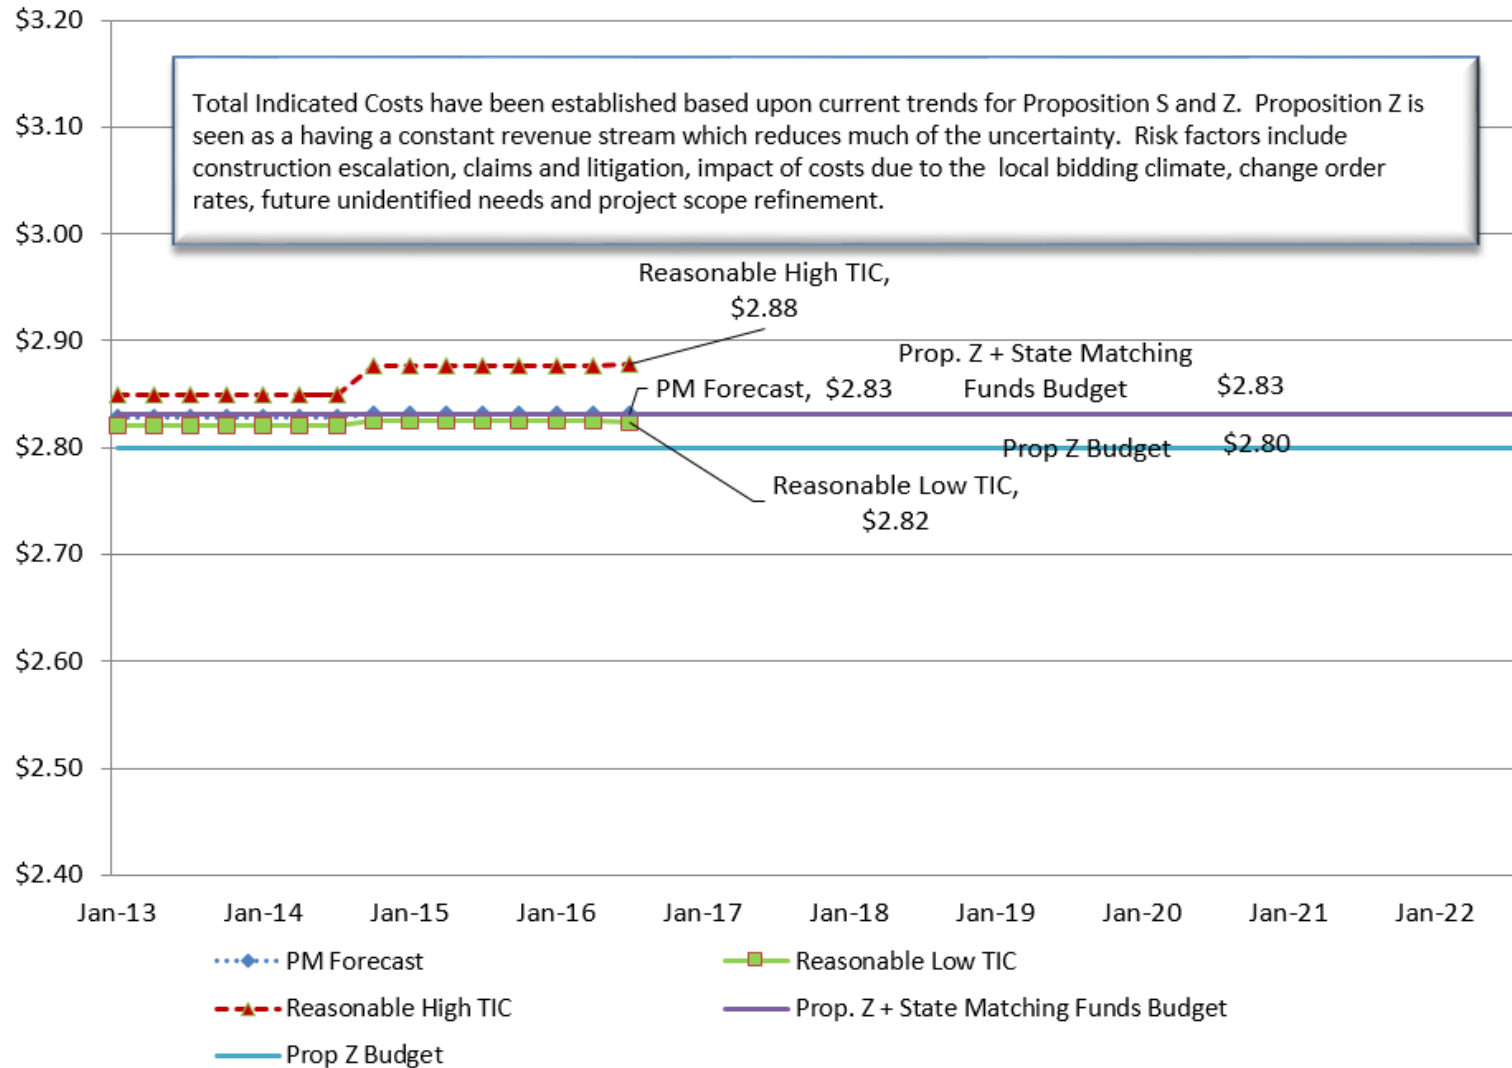 $3.20
Total Indicated Costs have been established based upon current trends for Proposition S and Z.  Proposition Z is
seen as a having a constant revenue stream which reduces much of the uncertainty.  Risk factors include
construction escalation, claims and litigation, impact of costs due to the  local bidding climate, change order
rates, future unidentified needs and project scope refinement.
$3.10
$3.00
Reasonable High TIC,
$2.88
$2.90
Prop. Z + State Matching
Funds Budget
$2.83
PM Forecast,  $2.83
$2.80
Prop Z Budget
$2.80
Reasonable Low TIC,
$2.82
$2.70
$2.60
$2.50
$2.40
Jan-13 Jan-14 Jan-15 Jan-16 Jan-17 Jan-18 Jan-19 Jan-20 Jan-21 Jan-22
PM Forecast
Reasonable Low TIC
Reasonable High TIC
Prop. Z + State Matching Funds Budget
Prop Z Budget